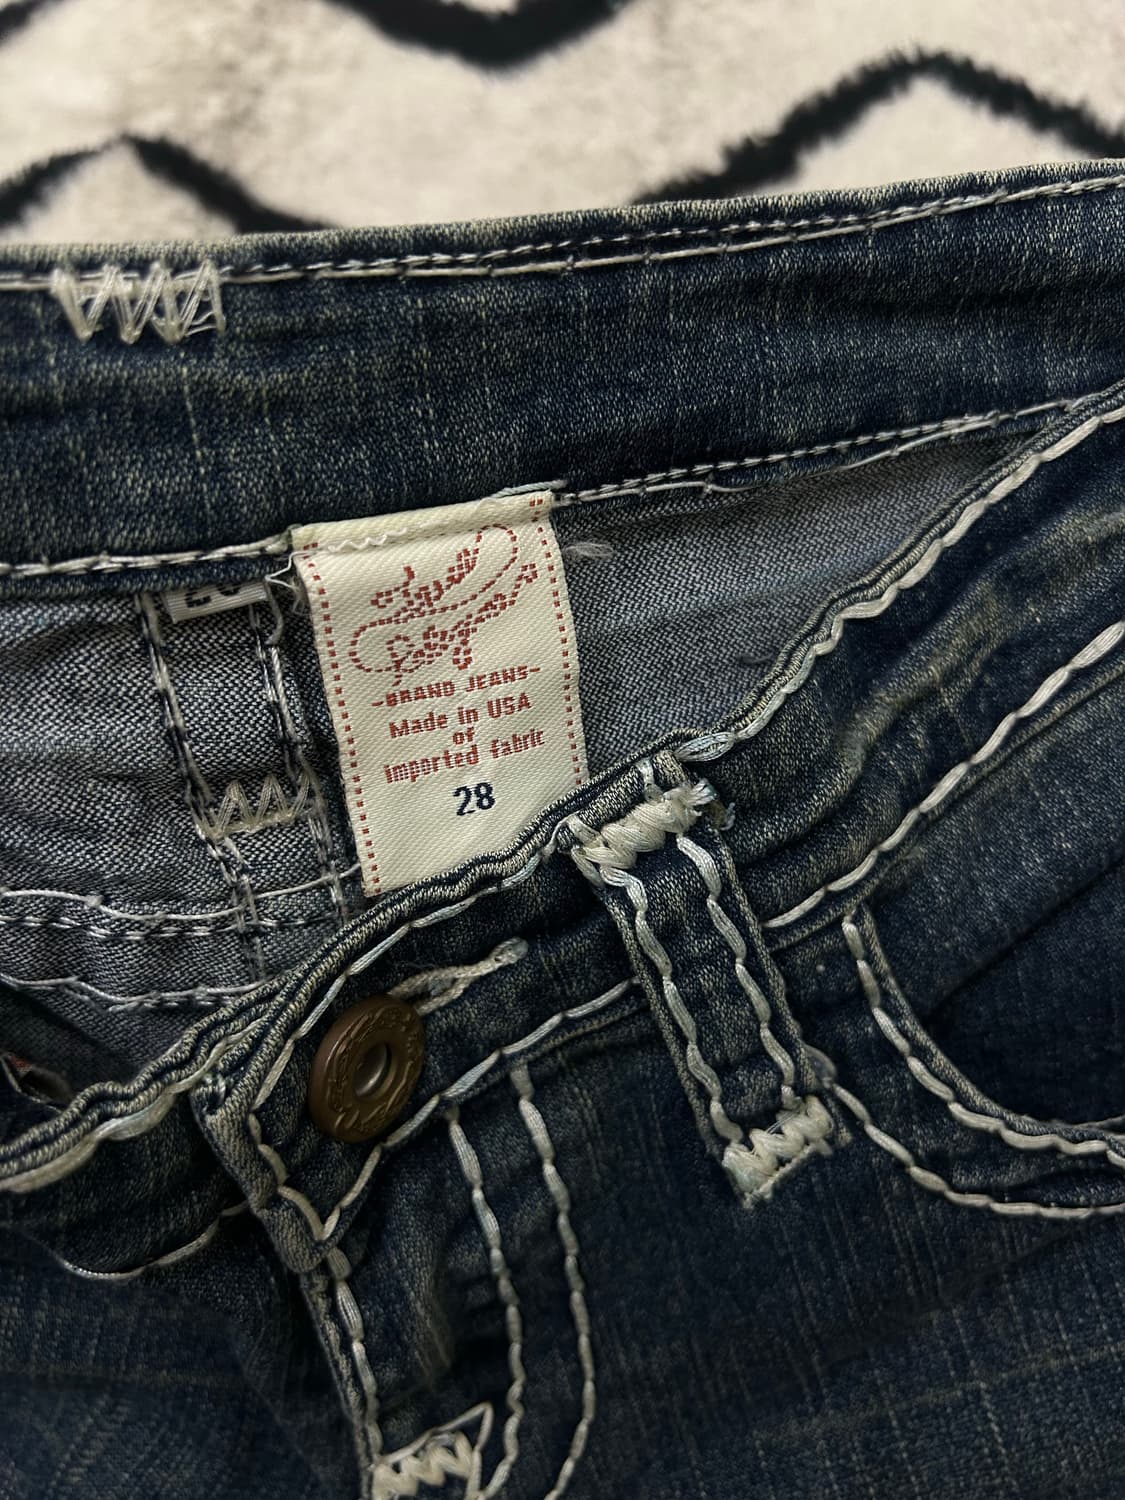 -BRAND JEANS-
Made in USA
of
imported fabric
28